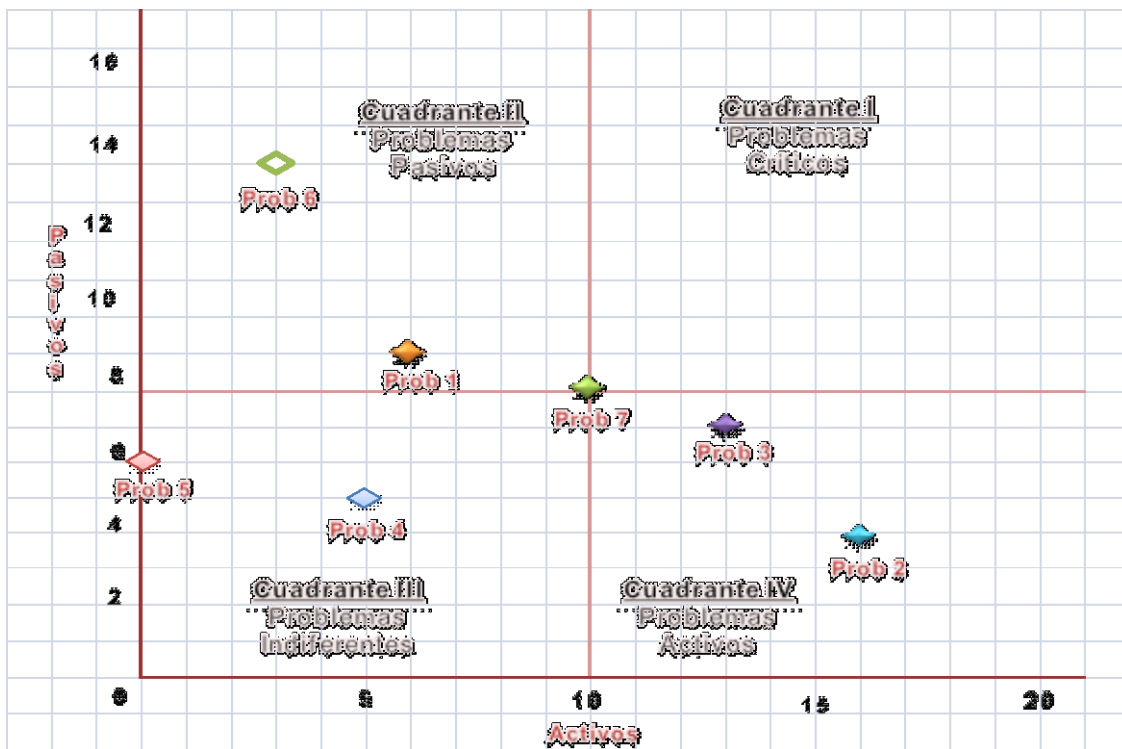 16
Cuadrante II
Problemas
Pasivos
Cuadrante I
Problemas
Críticos
14
Prob 6
12
Pasivos
10
Prob 1
8
Prob 7
Prob 3
6
Prob 5
Prob 4
4
Prob 2
Cuadrante III
Problemas
Indiferentes
Cuadrante IV
Problemas
Activos
2
0
5
10
15
20
Activos